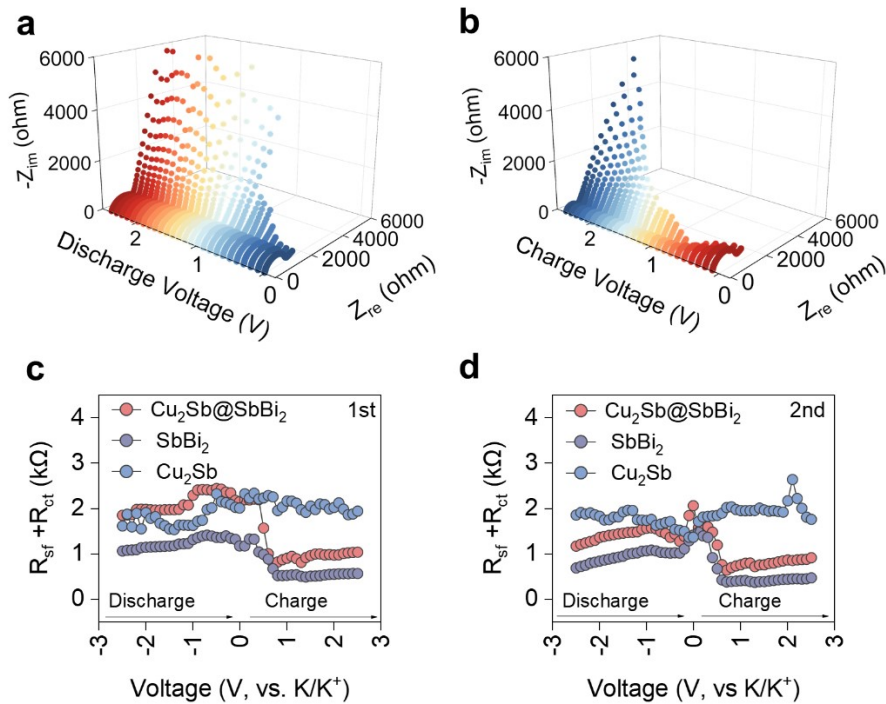 a
6000
4000
2000
0
-Z_im (ohm)
2
1
0
Discharge Voltage (V)
0
2000
4000
6000
Z_re (ohm)
b
6000
4000
2000
0
-Z_im (ohm)
2
1
0
Charge Voltage (V)
0
2000
4000
6000
Z_re (ohm)
c
4
3
2
1
0
R_sf +R_ct (kΩ)
Cu₂Sb@SbBi₂
SbBi₂
Cu₂Sb
1st
Discharge
Charge
-3 -2 -1 0 1 2 3
Voltage (V, vs. K/K⁺)
d
4
3
2
1
0
R_sf +R_ct (kΩ)
Cu₂Sb@SbBi₂
SbBi₂
Cu₂Sb
2nd
Discharge
Charge
-3 -2 -1 0 1 2 3
Voltage (V, vs K/K⁺)